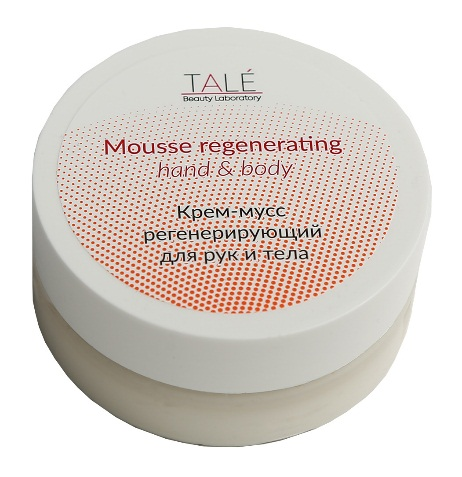 TALÉ
Beauty Laboratory
Mousse regenerating
hand & body
Крем-мусс
регенерирующий
для рук и тела